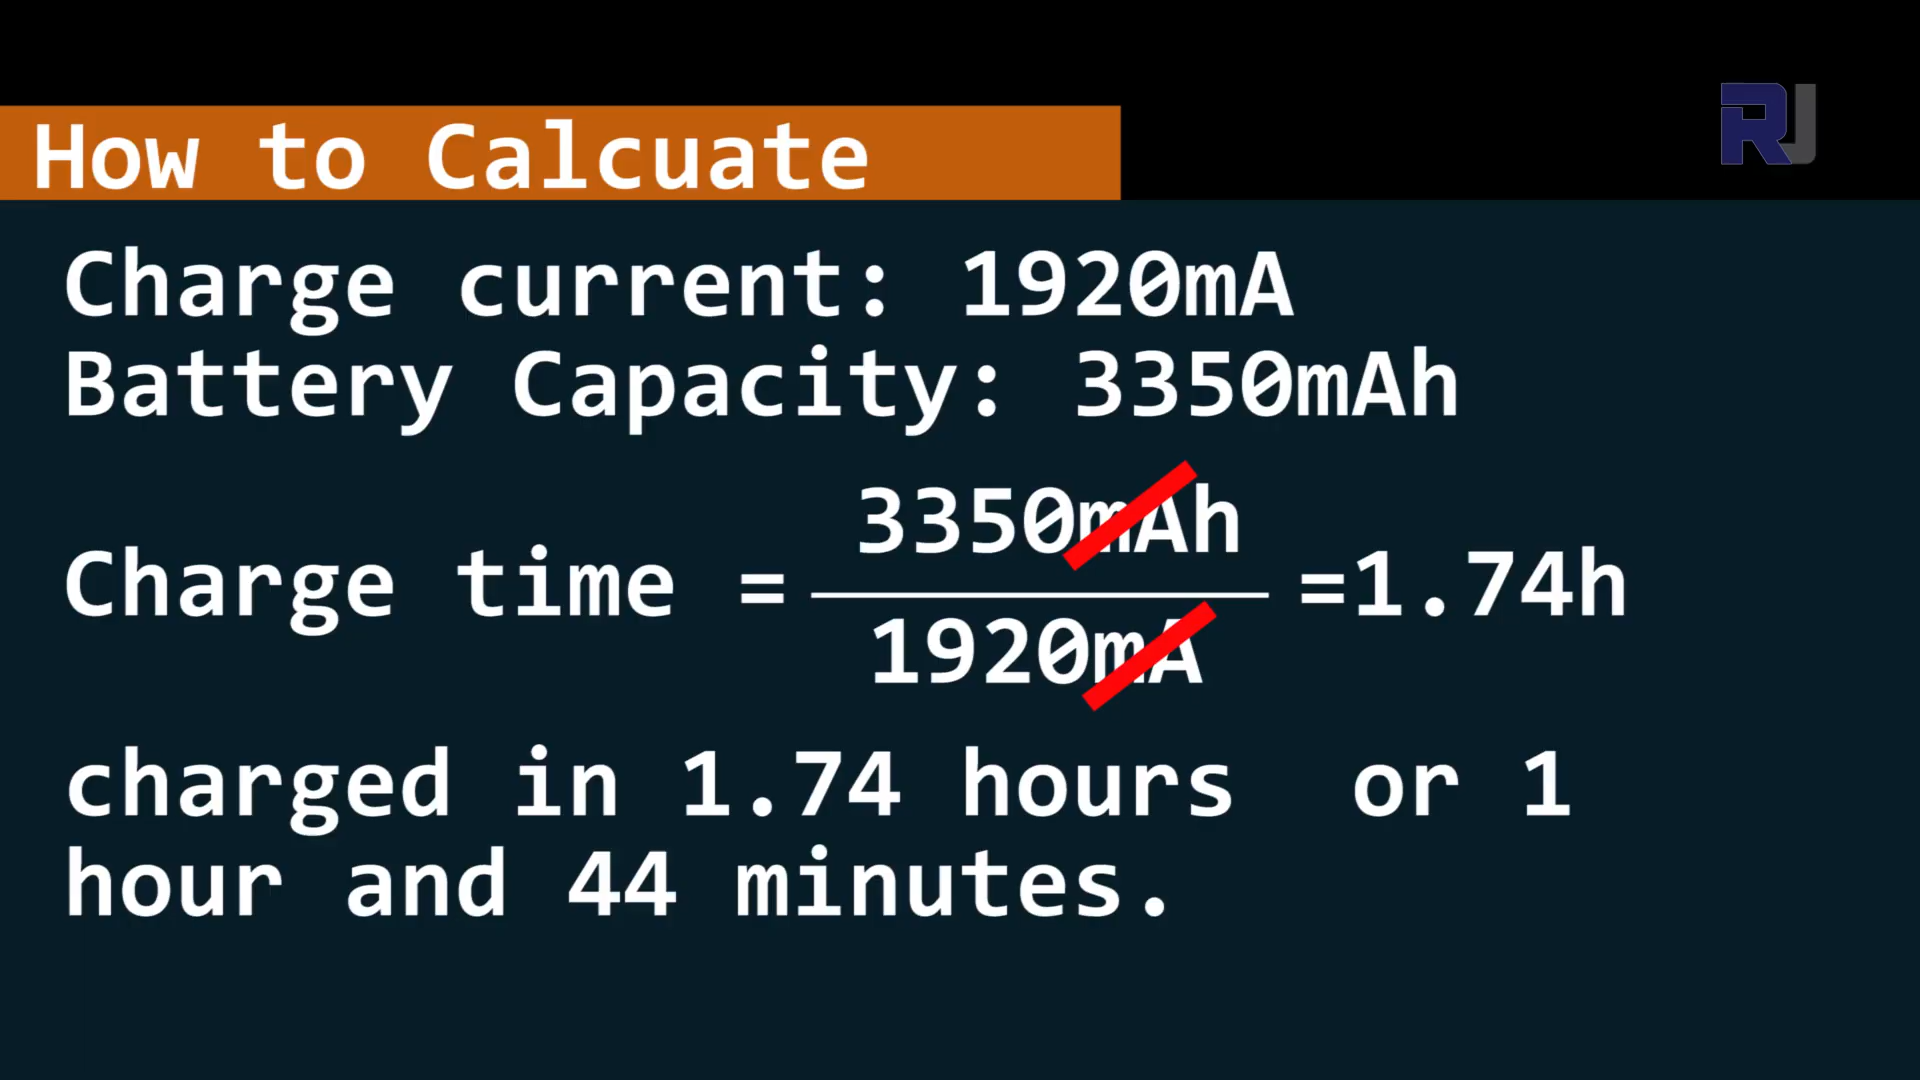 RJ
How to Calcuate
Charge current: 1920mA
Battery Capacity: 3350mAh
3350mAh
Charge time = =1.74h
1920mA
charged in 1.74 hours or 1
hour and 44 minutes.